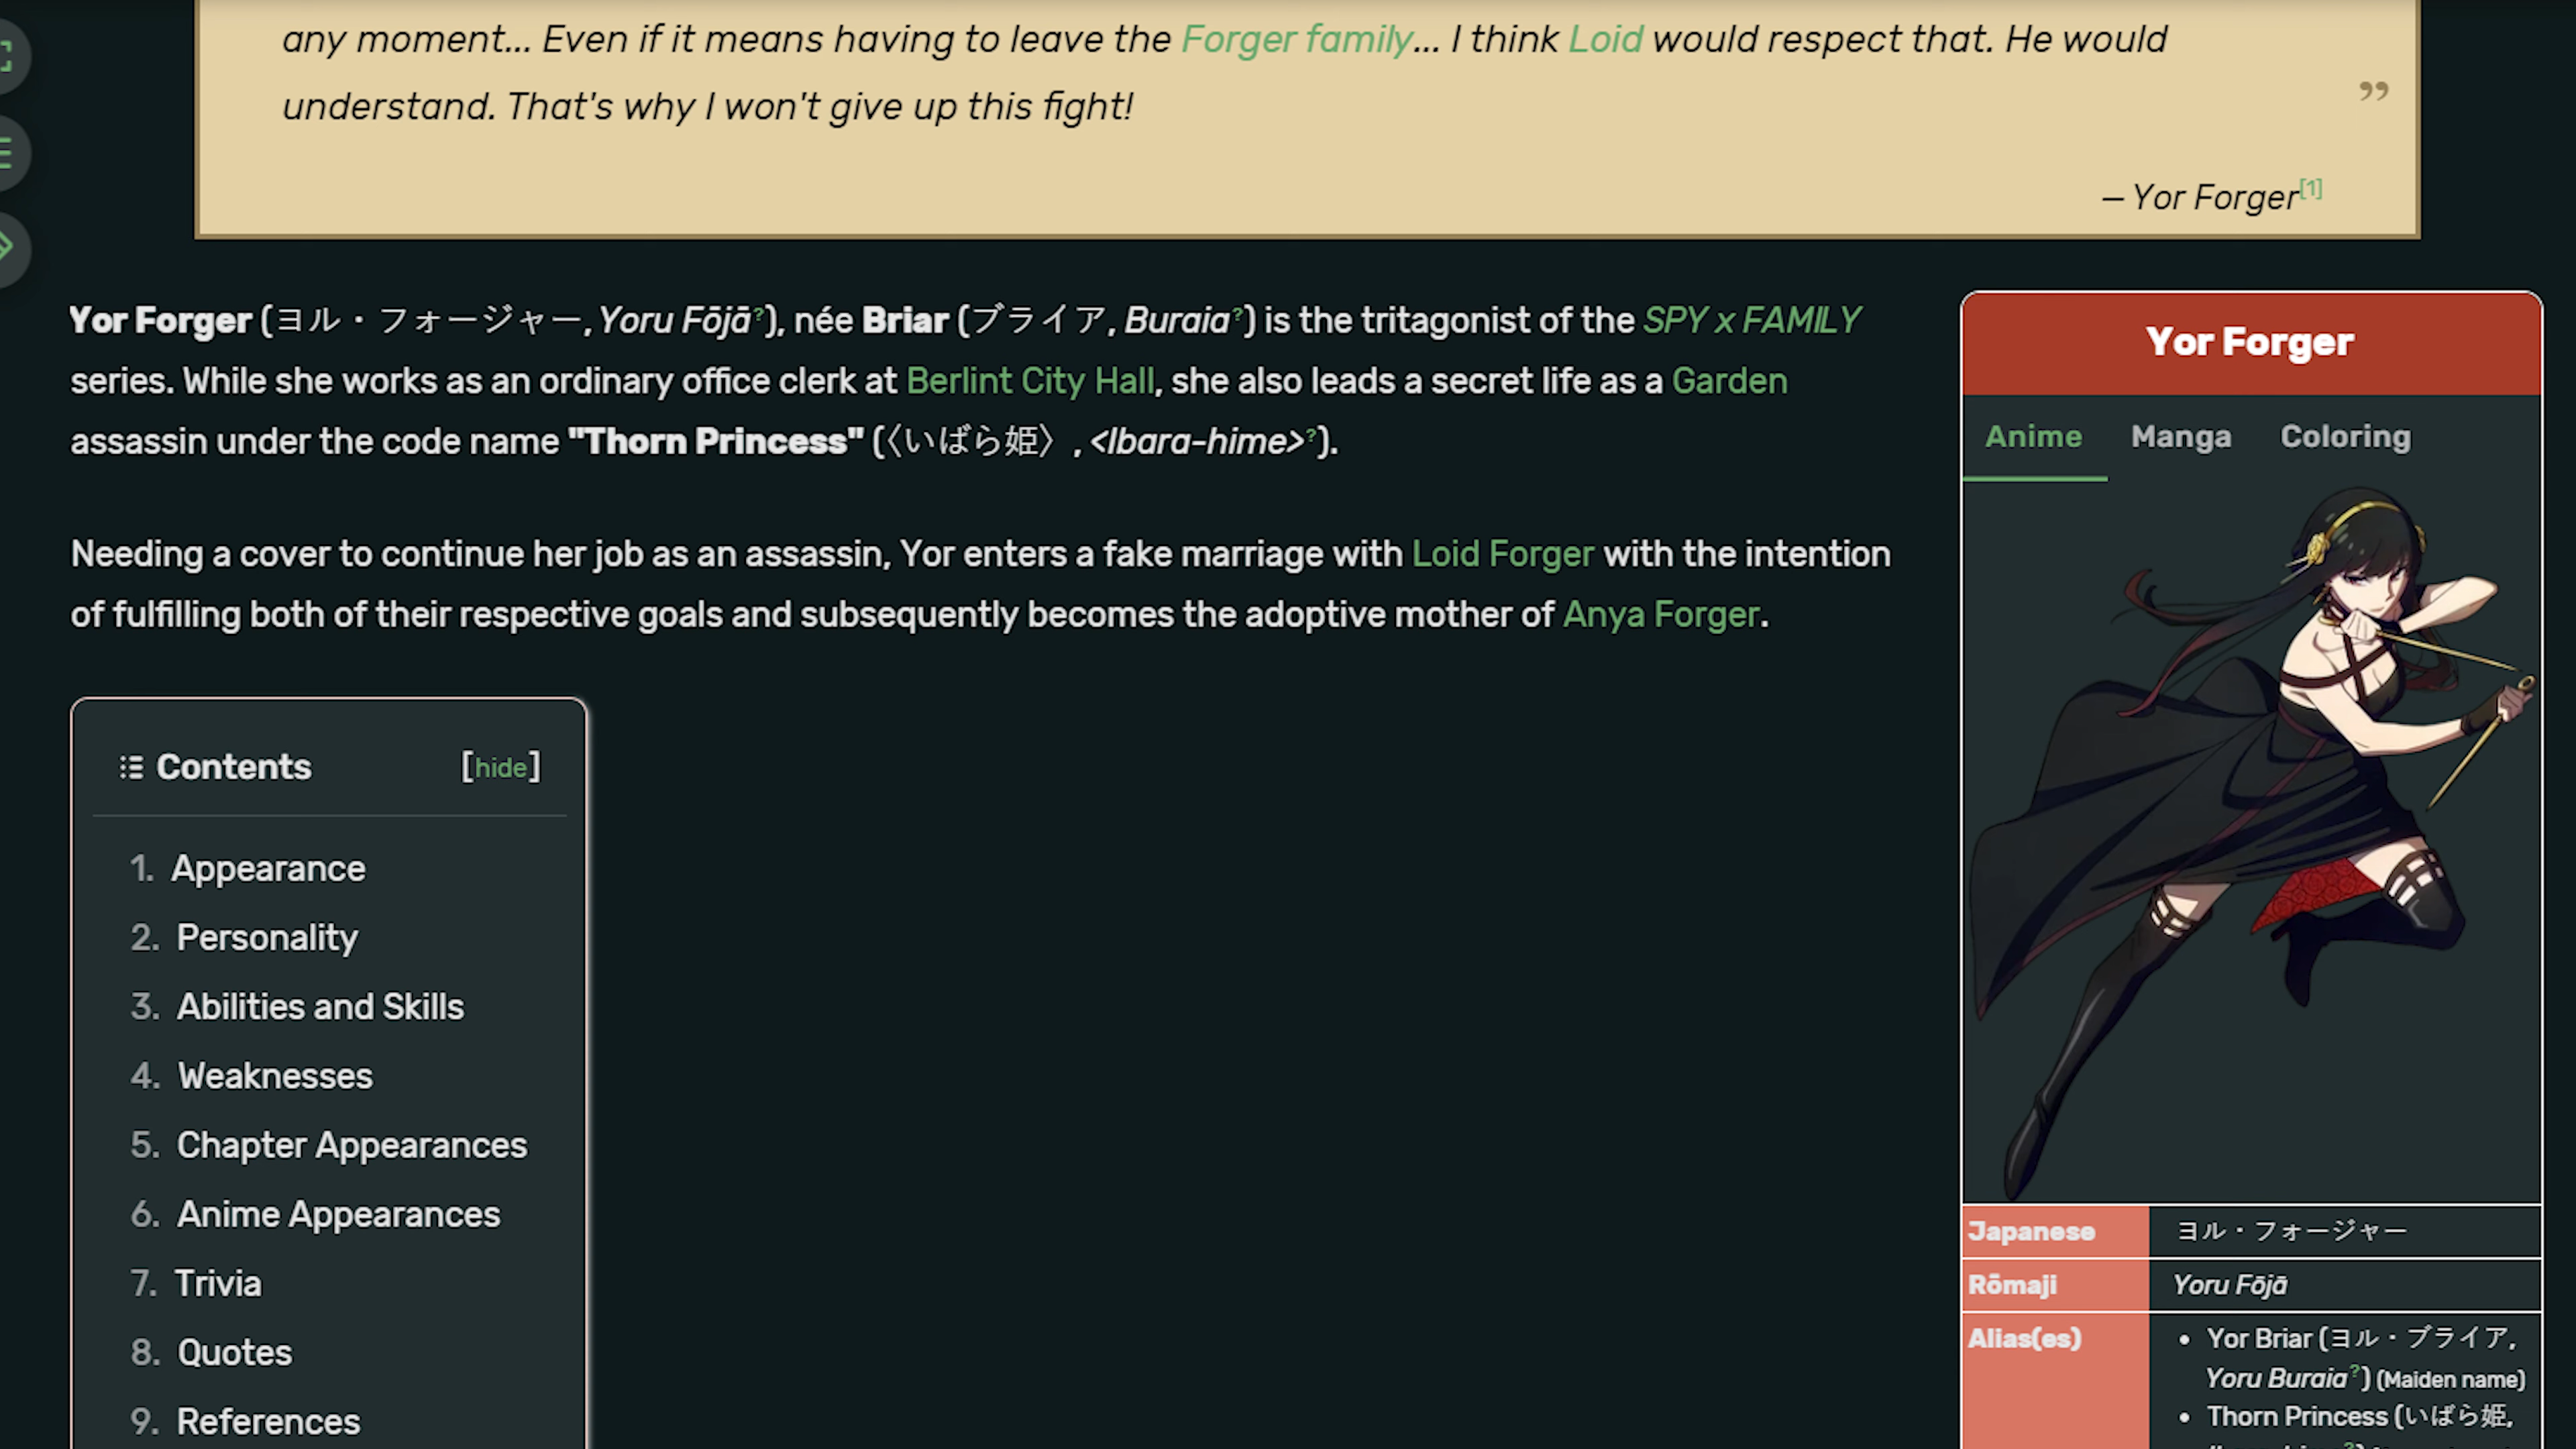 any moment... Even if it means having to leave the Forger family... I think Loid would respect that. He would
understand. That's why I won't give up this fight!
”
– Yor Forger[1]
Yor Forger (ヨル・フォージャー, Yoru Fōjā?), née Briar (ブライア, Buraia?) is the tritagonist of the SPY x FAMILY
series. While she works as an ordinary office clerk at Berlint City Hall, she also leads a secret life as a Garden
assassin under the code name "Thorn Princess" (〈いばら姫〉, <Ibara-hime>?).
Needing a cover to continue her job as an assassin, Yor enters a fake marriage with Loid Forger with the intention
of fulfilling both of their respective goals and subsequently becomes the adoptive mother of Anya Forger.
Contents [hide]
1. Appearance
2. Personality
3. Abilities and Skills
4. Weaknesses
5. Chapter Appearances
6. Anime Appearances
7. Trivia
8. Quotes
9. References
Yor Forger
Anime Manga Coloring
Japanese ヨル・フォージャー
Rōmaji Yoru Fōjā
Alias(es) • Yor Briar (ヨル・ブライア,
Yoru Buraia?) (Maiden name)
• Thorn Princess (いばら姫,